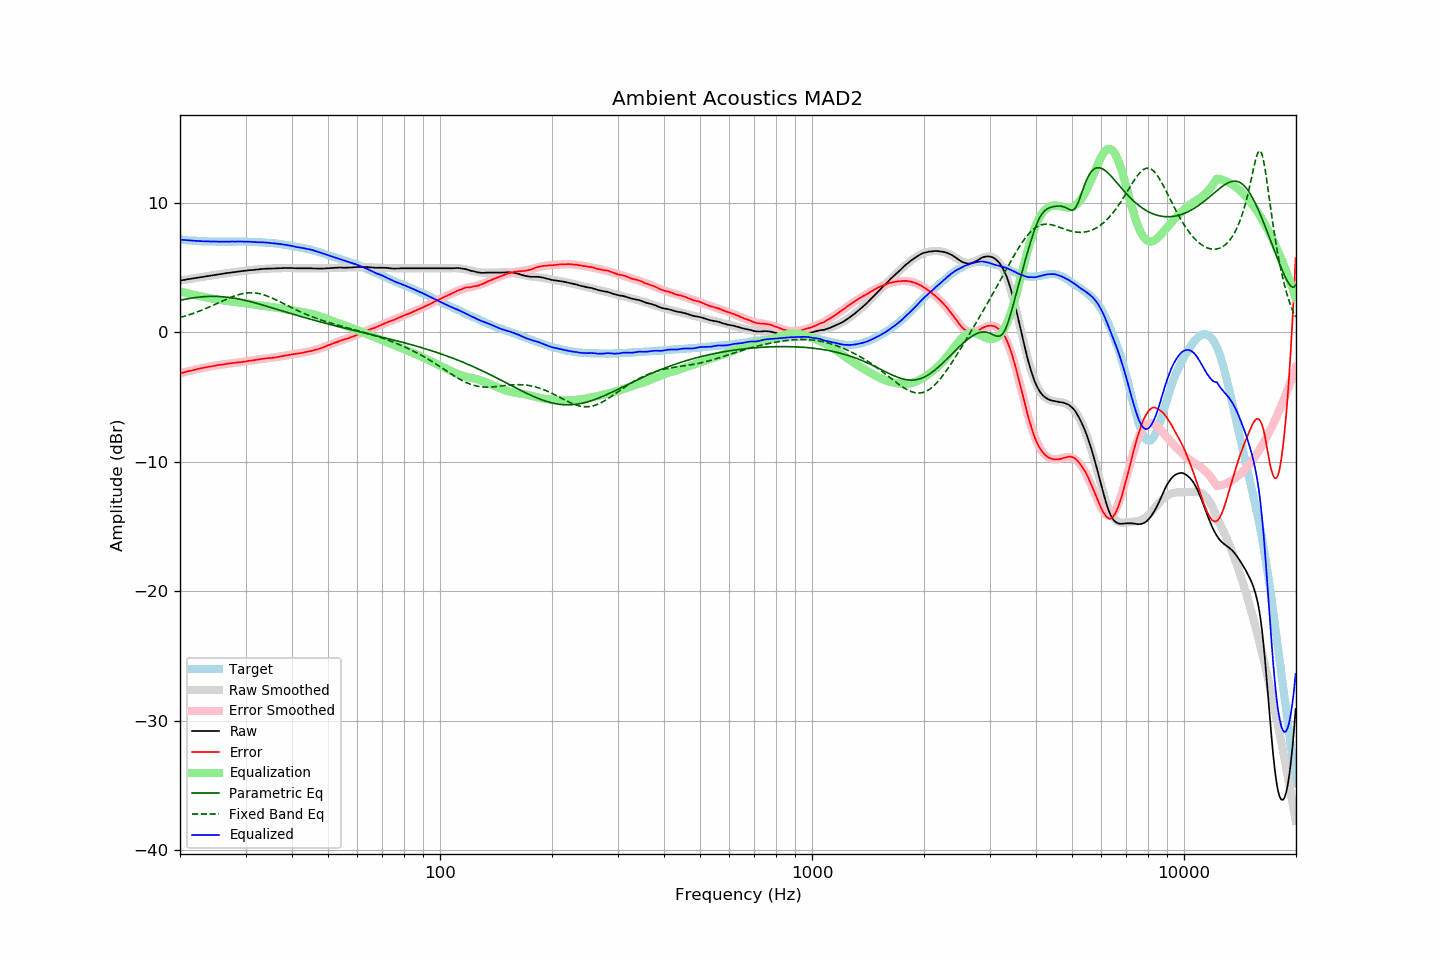 Ambient Acoustics MAD2
10
0
−10
−20
−30
−40
Amplitude (dBr)
Target
Raw Smoothed
Error Smoothed
Raw
Error
Equalization
Parametric Eq
Fixed Band Eq
Equalized
100
1000
10000
Frequency (Hz)